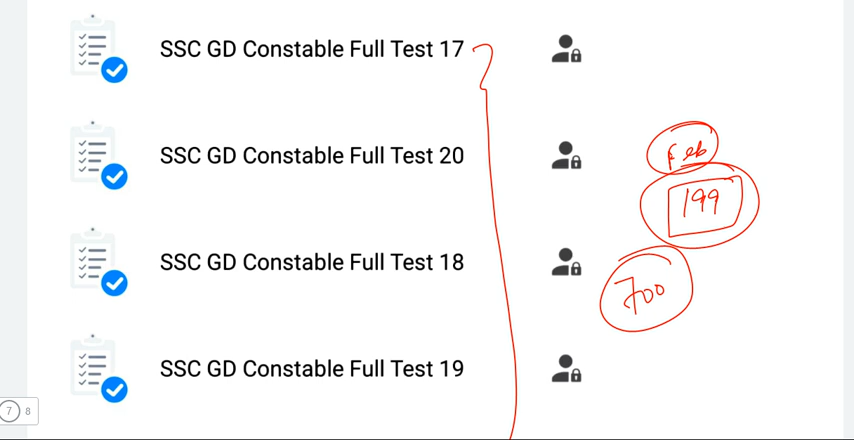 SSC GD Constable Full Test 17
SSC GD Constable Full Test 20
Feb
199
SSC GD Constable Full Test 18
700
SSC GD Constable Full Test 19
7 8